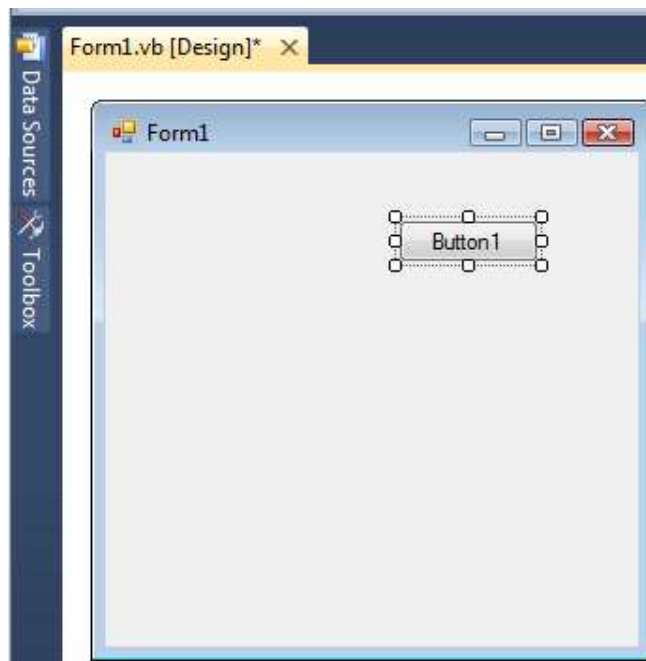 Form1.vb [Design]*
Data Sources
Toolbox
Form1
Button1